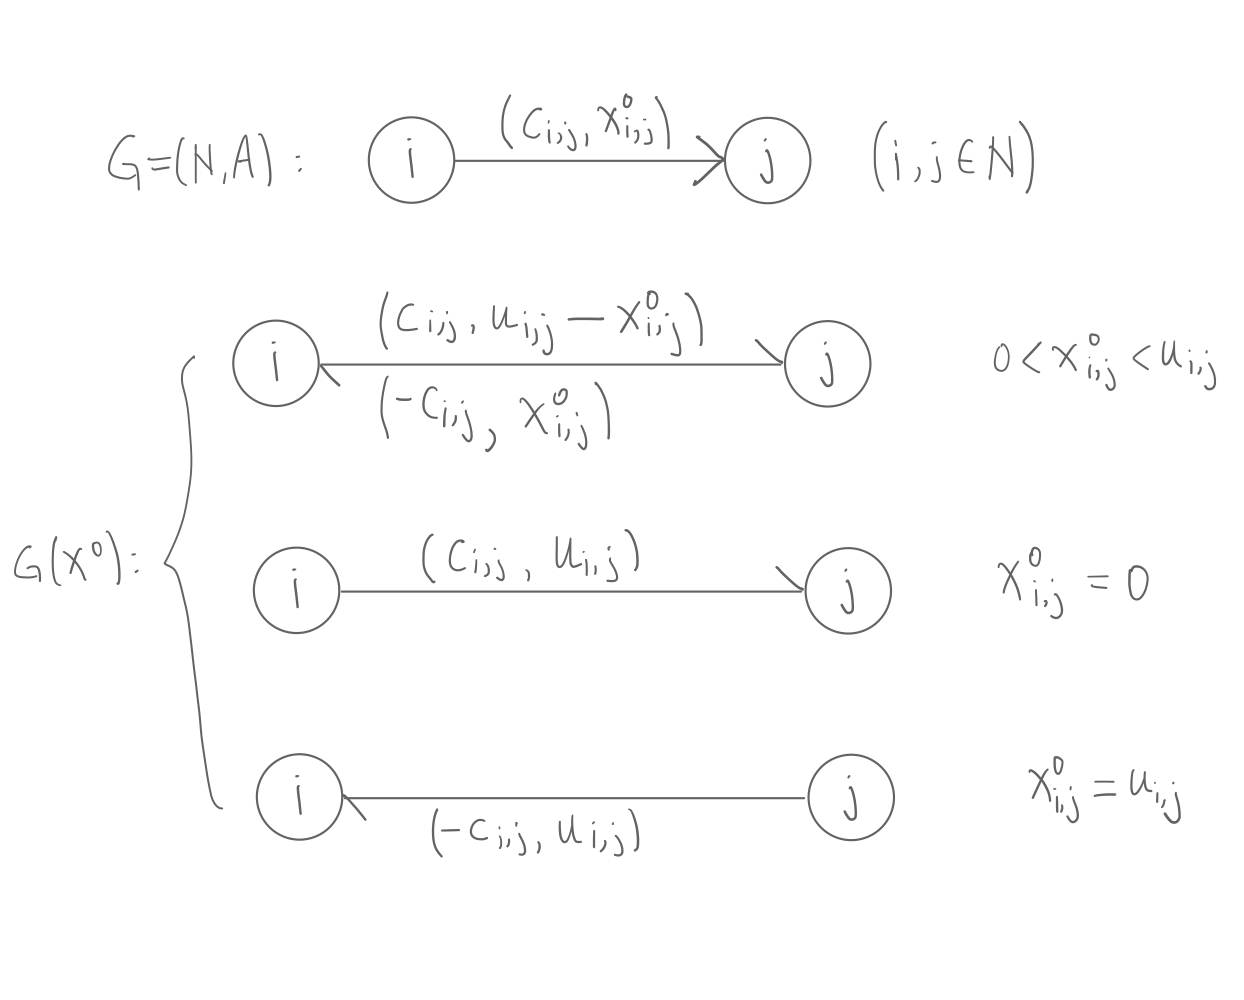 G=(N,A): i (c_{i,j}, x^0_{i,j}) j (i,j∈N)
i (c_{i,j}, u_{i,j} − x^0_{i,j}) j 0 < x^0_{i,j} < u_{i,j}
(−c_{i,j}, x^0_{i,j})
G(x^0): i (c_{i,j}, u_{i,j}) j x^0_{i,j} = 0
i (−c_{i,j}, u_{i,j}) j x^0_{i,j} = u_{i,j}